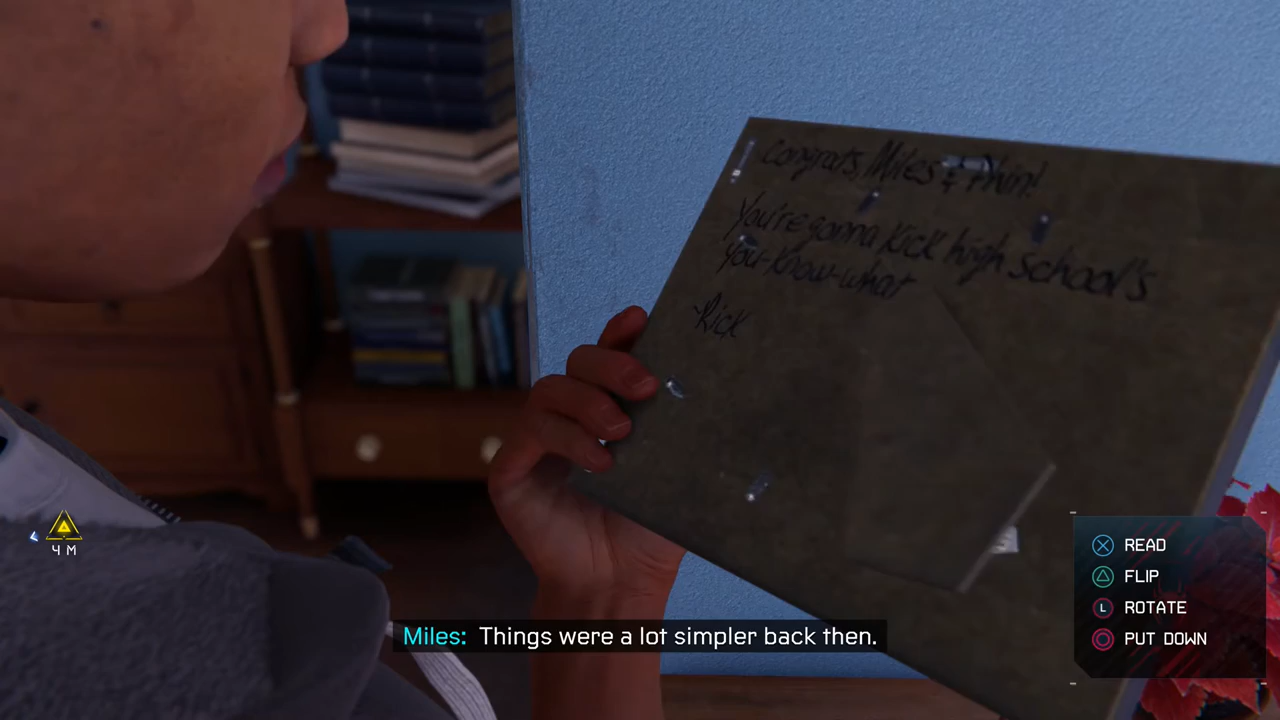 Congrats, Miles & Phin!
You're gonna kick high school's
you-know-what
-Rick
4 M
READ
FLIP
L ROTATE
PUT DOWN
Miles: Things were a lot simpler back then.